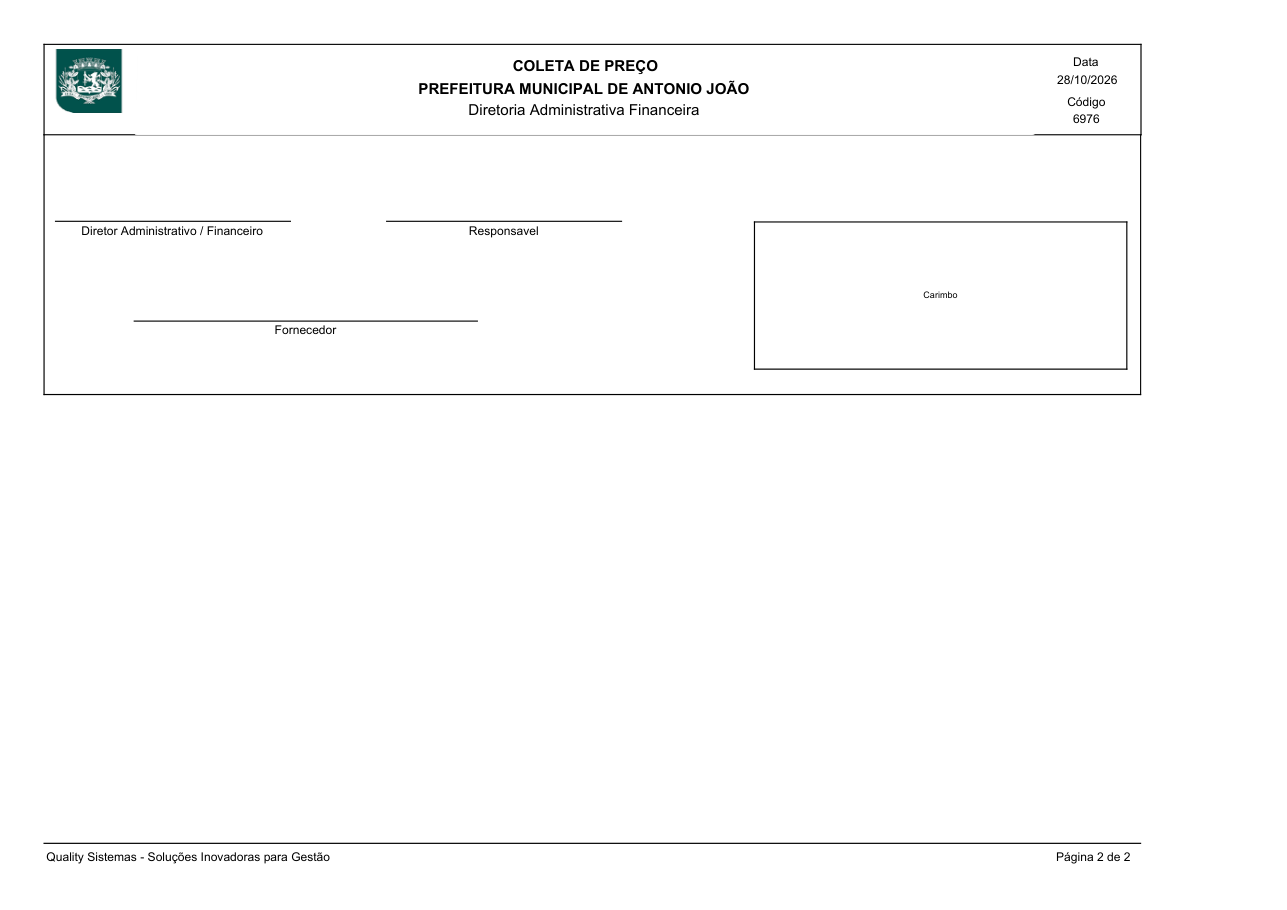 COLETA DE PREÇO
PREFEITURA MUNICIPAL DE ANTONIO JOÃO
Diretoria Administrativa Financeira
Data
28/10/2026
Código
6976
Diretor Administrativo / Financeiro
Responsavel
Carimbo
Fornecedor
Quality Sistemas - Soluções Inovadoras para Gestão
Página 2 de 2